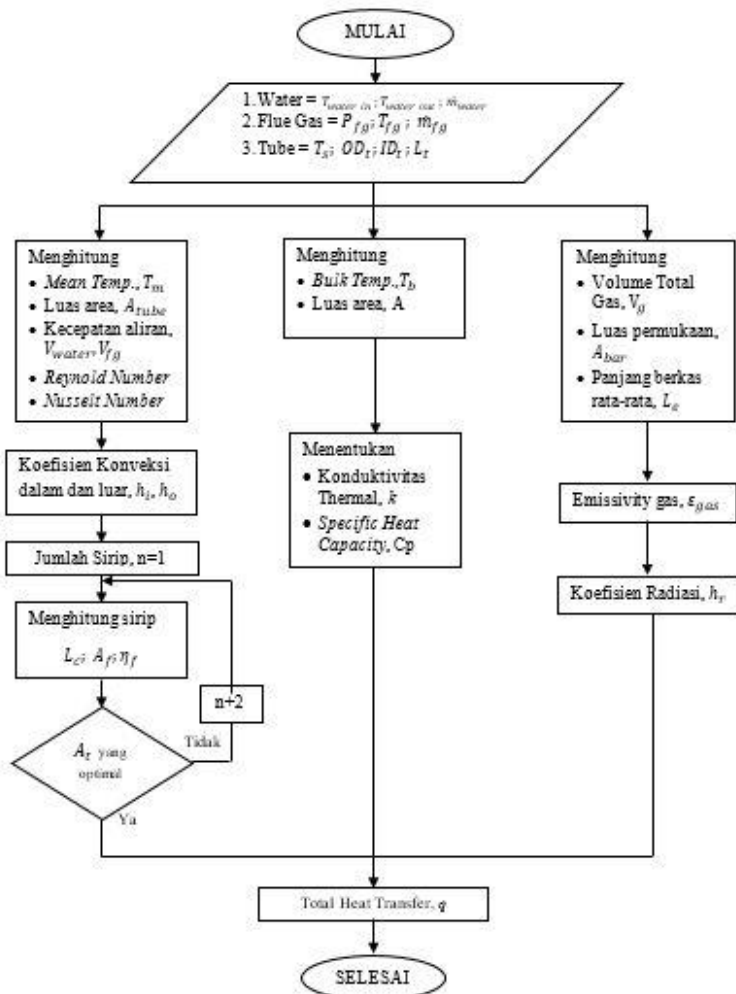 MULAI
1. Water = T_water in ; T_water out ; ṁ_water
2. Flue Gas = P_fg; T_fg; ṁ_fg
3. Tube = T_s; OD_t; ID_t; L_t
Menghitung
• Mean Temp., T_m
• Luas area, A_tube
• Kecepatan aliran,
V_water, V_fg
• Reynold Number
• Nusselt Number
Koefisien Konveksi
dalam dan luar, h_i, h_o
Jumlah Sirip, n=1
Menghitung sirip
L_c; A_f; η_f
n+2
Tidak
A_t yang
optimal
Ya
Menghitung
• Bulk Temp., T_b
• Luas area, A
Menentukan
• Konduktivitas
Thermal, k
• Specific Heat
Capacity, Cp
Menghitung
• Volume Total
Gas, V_g
• Luas permukaan,
A_bar
• Panjang berkas
rata-rata, L_e
Emissivity gas, ε_gas
Koefisien Radiasi, h_r
Total Heat Transfer, q
SELESAI